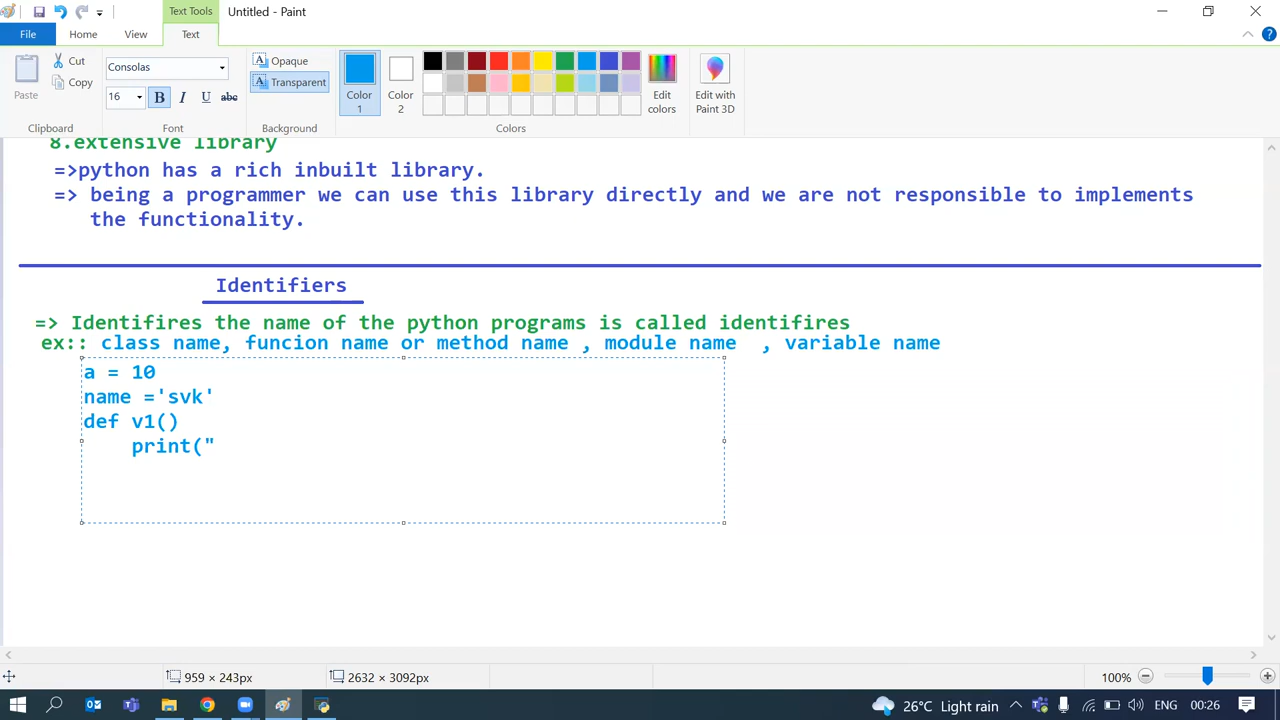 Text Tools
Untitled - Paint
File
Home
View
Text
Paste
Cut
Copy
Clipboard
Consolas
16
B
I
U
abc
Font
A Opaque
A Transparent
Background
Color 1
Color 2
Colors
Edit colors
Edit with Paint 3D
8.extensive library
=>python has a rich inbuilt library.
=> being a programmer we can use this library directly and we are not responsible to implements
the functionality.
Identifiers
=> Identifires the name of the python programs is called identifires
ex:: class name, funcion name or method name , module name , variable name
a = 10
name ='svk'
def v1()
print("
959 × 243px
2632 × 3092px
100%
26°C Light rain
ENG
00:26